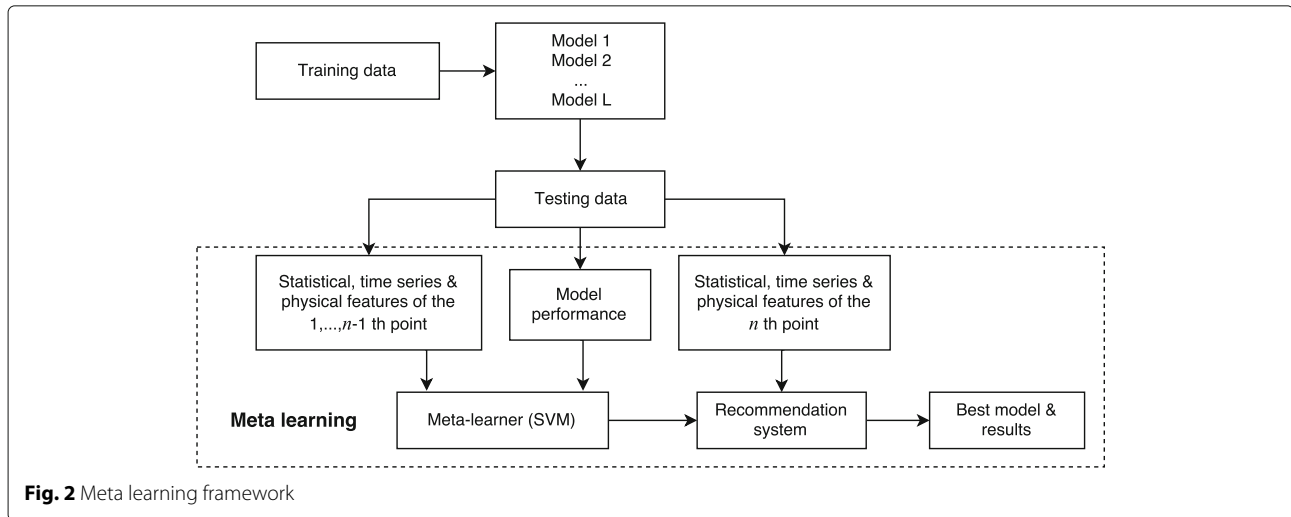 Training data
Model 1
Model 2
...
Model L
Testing data
Statistical, time series &
physical features of the
1,...,n-1 th point
Model
performance
Statistical, time series &
physical features of the
n th point
Meta learning
Meta-learner (SVM)
Recommendation
system
Best model &
results
Fig. 2 Meta learning framework